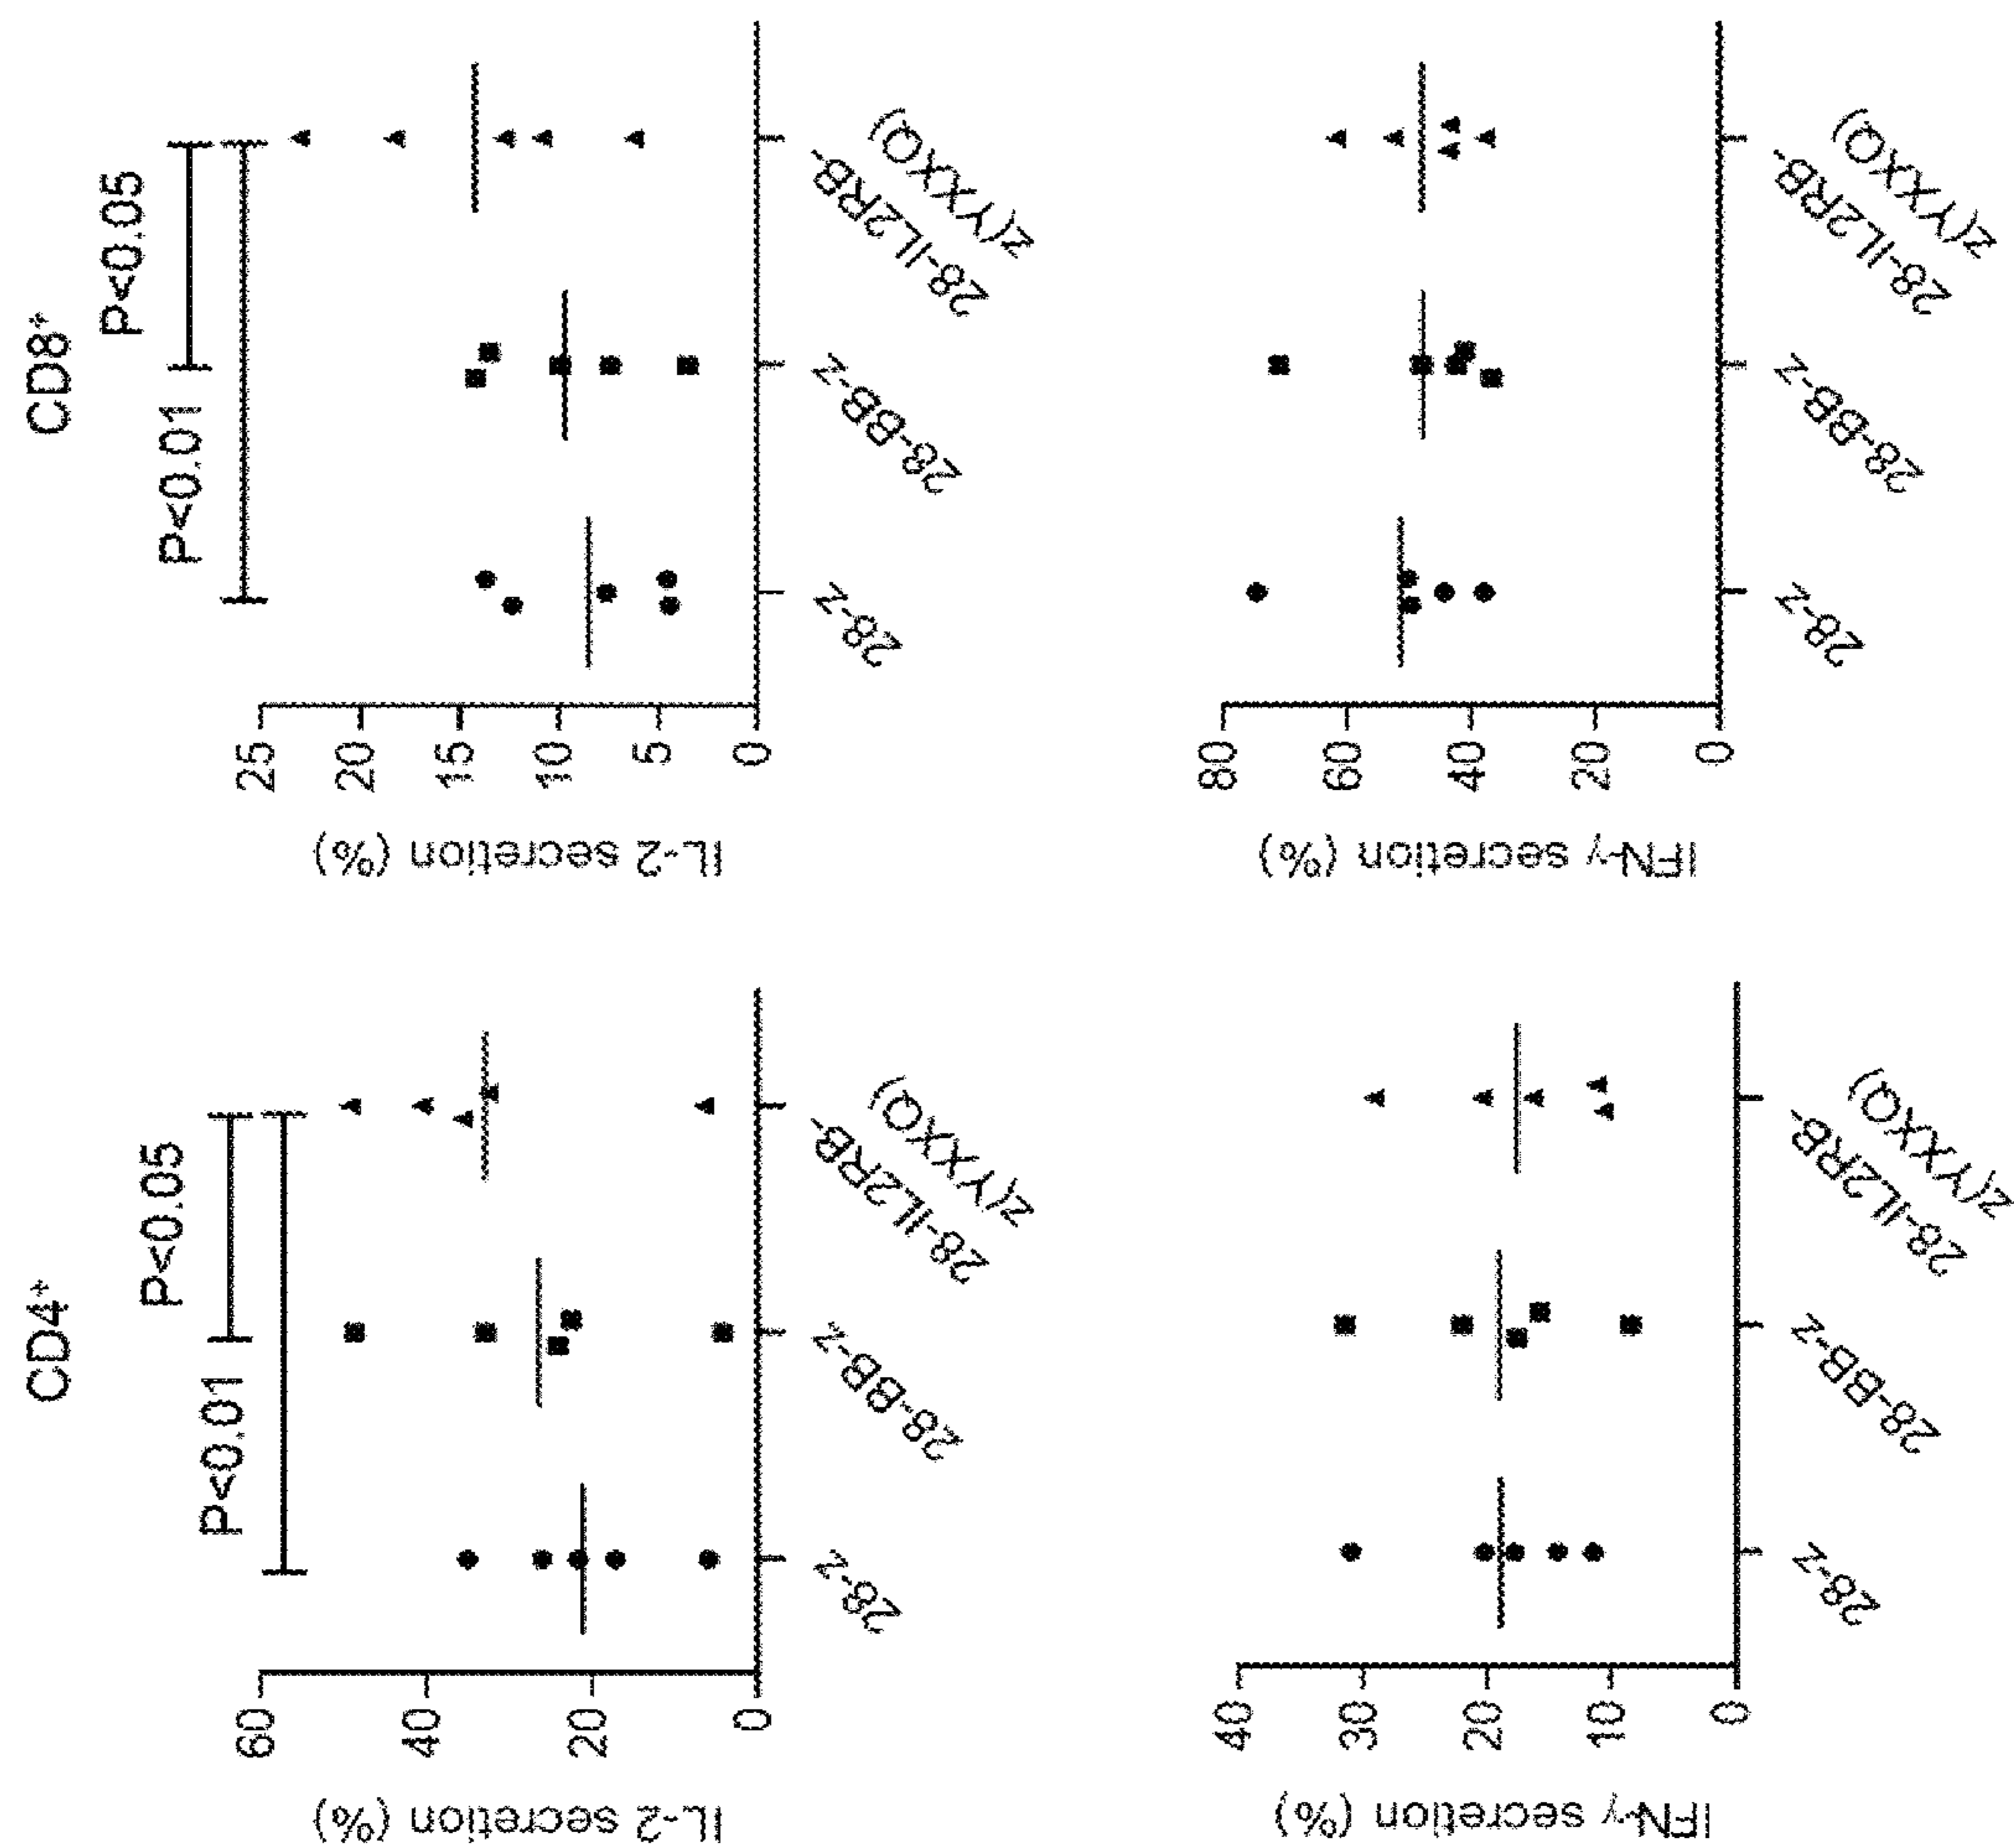 CD4⁺
P<0.05
P<0.01
IL-2 secretion (%)
60
40
20
0
28-z
28-BB-z
28-IL2RB-
z(YXXQ)
CD8⁺
P<0.05
P<0.01
IL-2 secretion (%)
25
20
15
10
5
0
28-z
28-BB-z
28-IL2RB-
z(YXXQ)
IFN-γ secretion (%)
40
30
20
10
0
28-z
28-BB-z
28-IL2RB-
z(YXXQ)
IFN-γ secretion (%)
80
60
40
20
0
28-z
28-BB-z
28-IL2RB-
z(YXXQ)